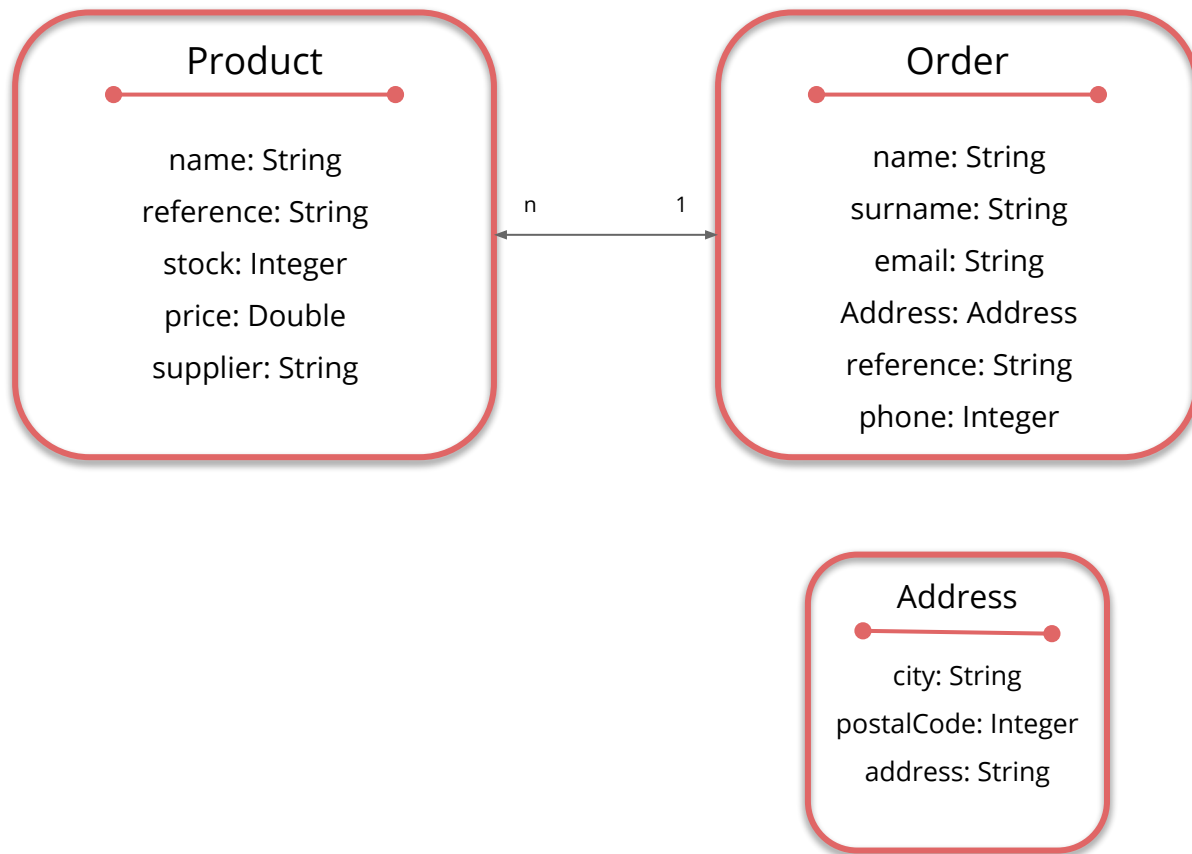 Product
name: String
reference: String
stock: Integer
price: Double
supplier: String
n
1
Order
name: String
surname: String
email: String
Address: Address
reference: String
phone: Integer
Address
city: String
postalCode: Integer
address: String